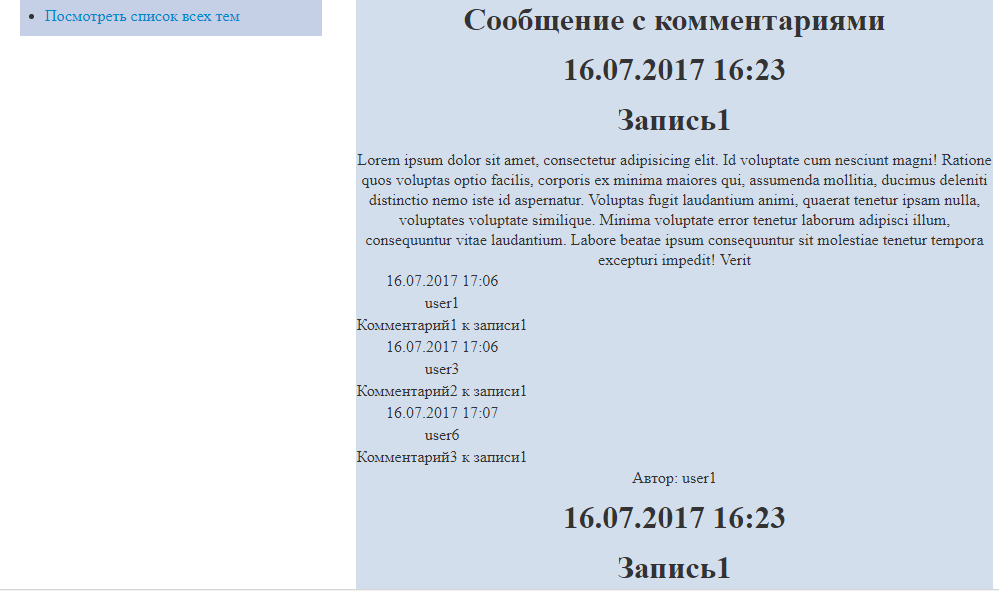 Посмотреть список всех тем
Сообщение с комментариями
16.07.2017 16:23
Запись1
Lorem ipsum dolor sit amet, consectetur adipisicing elit. Id voluptate cum nesciunt magni! Ratione
quos voluptas optio facilis, corporis ex minima maiores qui, assumenda mollitia, ducimus deleniti
distinctio nemo iste id aspernatur. Voluptas fugit laudantium animi, quaerat tenetur ipsam nulla,
voluptates voluptate similique. Minima voluptate error tenetur laborum adipisci illum,
consequuntur vitae laudantium. Labore beatae ipsum consequuntur sit molestiae tenetur tempora
excepturi impedit! Verit
16.07.2017 17:06
user1
Комментарий1 к записи1
16.07.2017 17:06
user3
Комментарий2 к записи1
16.07.2017 17:07
user6
Комментарий3 к записи1
Автор: user1
16.07.2017 16:23
Запись1